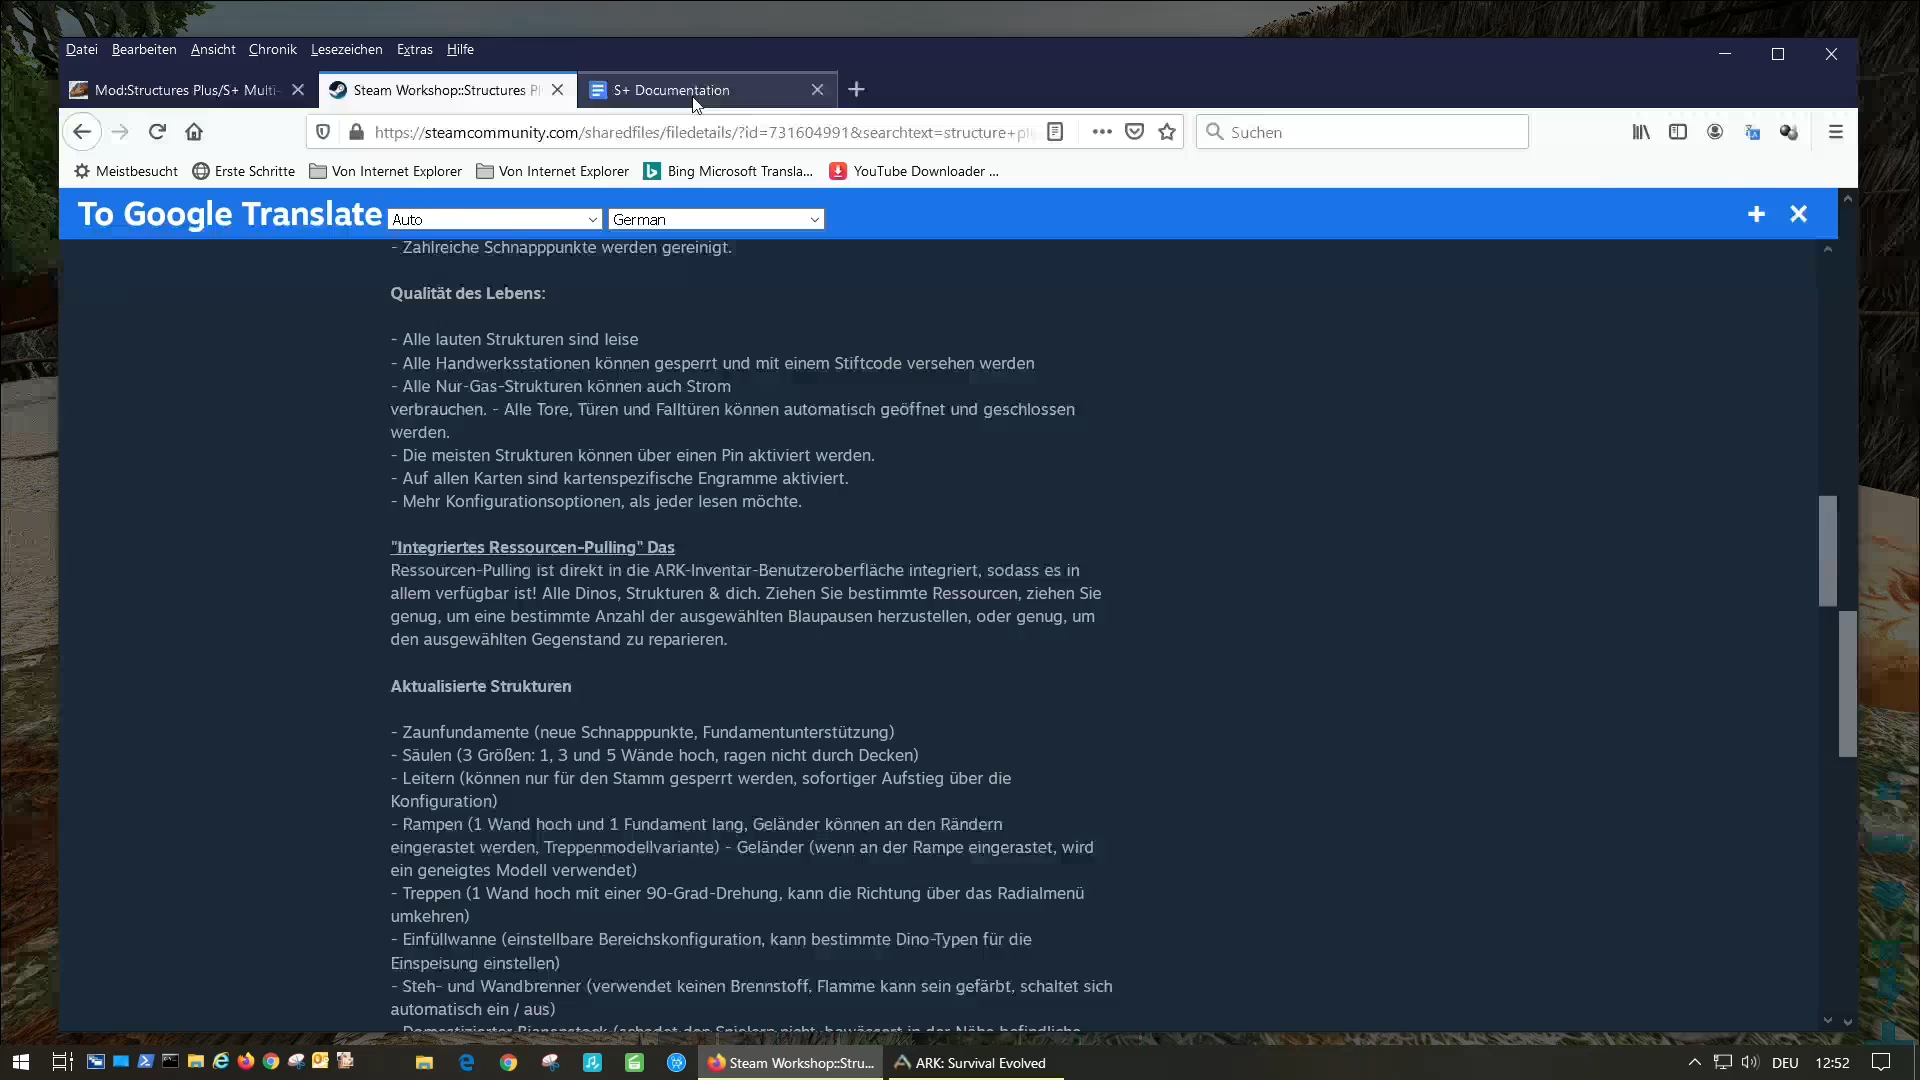 Datei Bearbeiten Ansicht Chronik Lesezeichen Extras Hilfe
Mod:Structures Plus/S+ Multi- Steam Workshop::Structures Pl S+ Documentation
https://steamcommunity.com/sharedfiles/filedetails/?id=731604991&searchtext=structure+pl Suchen
Meistbesucht Erste Schritte Von Internet Explorer Von Internet Explorer Bing Microsoft Transla... YouTube Downloader ...
To Google Translate Auto German
- Zahlreiche Schnapppunkte werden gereinigt.
Qualität des Lebens:
- Alle lauten Strukturen sind leise
- Alle Handwerksstationen können gesperrt und mit einem Stiftcode versehen werden
- Alle Nur-Gas-Strukturen können auch Strom
verbrauchen. - Alle Tore, Türen und Falltüren können automatisch geöffnet und geschlossen
werden.
- Die meisten Strukturen können über einen Pin aktiviert werden.
- Auf allen Karten sind kartenspezifische Engramme aktiviert.
- Mehr Konfigurationsoptionen, als jeder lesen möchte.
"Integriertes Ressourcen-Pulling" Das
Ressourcen-Pulling ist direkt in die ARK-Inventar-Benutzeroberfläche integriert, sodass es in
allem verfügbar ist! Alle Dinos, Strukturen & dich. Ziehen Sie bestimmte Ressourcen, ziehen Sie
genug, um eine bestimmte Anzahl der ausgewählten Blaupausen herzustellen, oder genug, um
den ausgewählten Gegenstand zu reparieren.
Aktualisierte Strukturen
- Zaunfundamente (neue Schnapppunkte, Fundamentunterstützung)
- Säulen (3 Größen: 1, 3 und 5 Wände hoch, ragen nicht durch Decken)
- Leitern (können nur für den Stamm gesperrt werden, sofortiger Aufstieg über die
Konfiguration)
- Rampen (1 Wand hoch und 1 Fundament lang, Geländer können an den Rändern
eingerastet werden, Treppenmodellvariante) - Geländer (wenn an der Rampe eingerastet, wird
ein geneigtes Modell verwendet)
- Treppen (1 Wand hoch mit einer 90-Grad-Drehung, kann die Richtung über das Radialmenü
umkehren)
- Einfüllwanne (einstellbare Bereichskonfiguration, kann bestimmte Dino-Typen für die
Einspeisung einstellen)
- Steh- und Wandbrenner (verwendet keinen Brennstoff, Flamme kann sein gefärbt, schaltet sich
automatisch ein / aus)
- Domestizierter Bienenstock (schadet den Spielern nicht, bewässert in der Nähe befindliche
Steam Workshop::Stru... ARK: Survival Evolved DEU 12:52